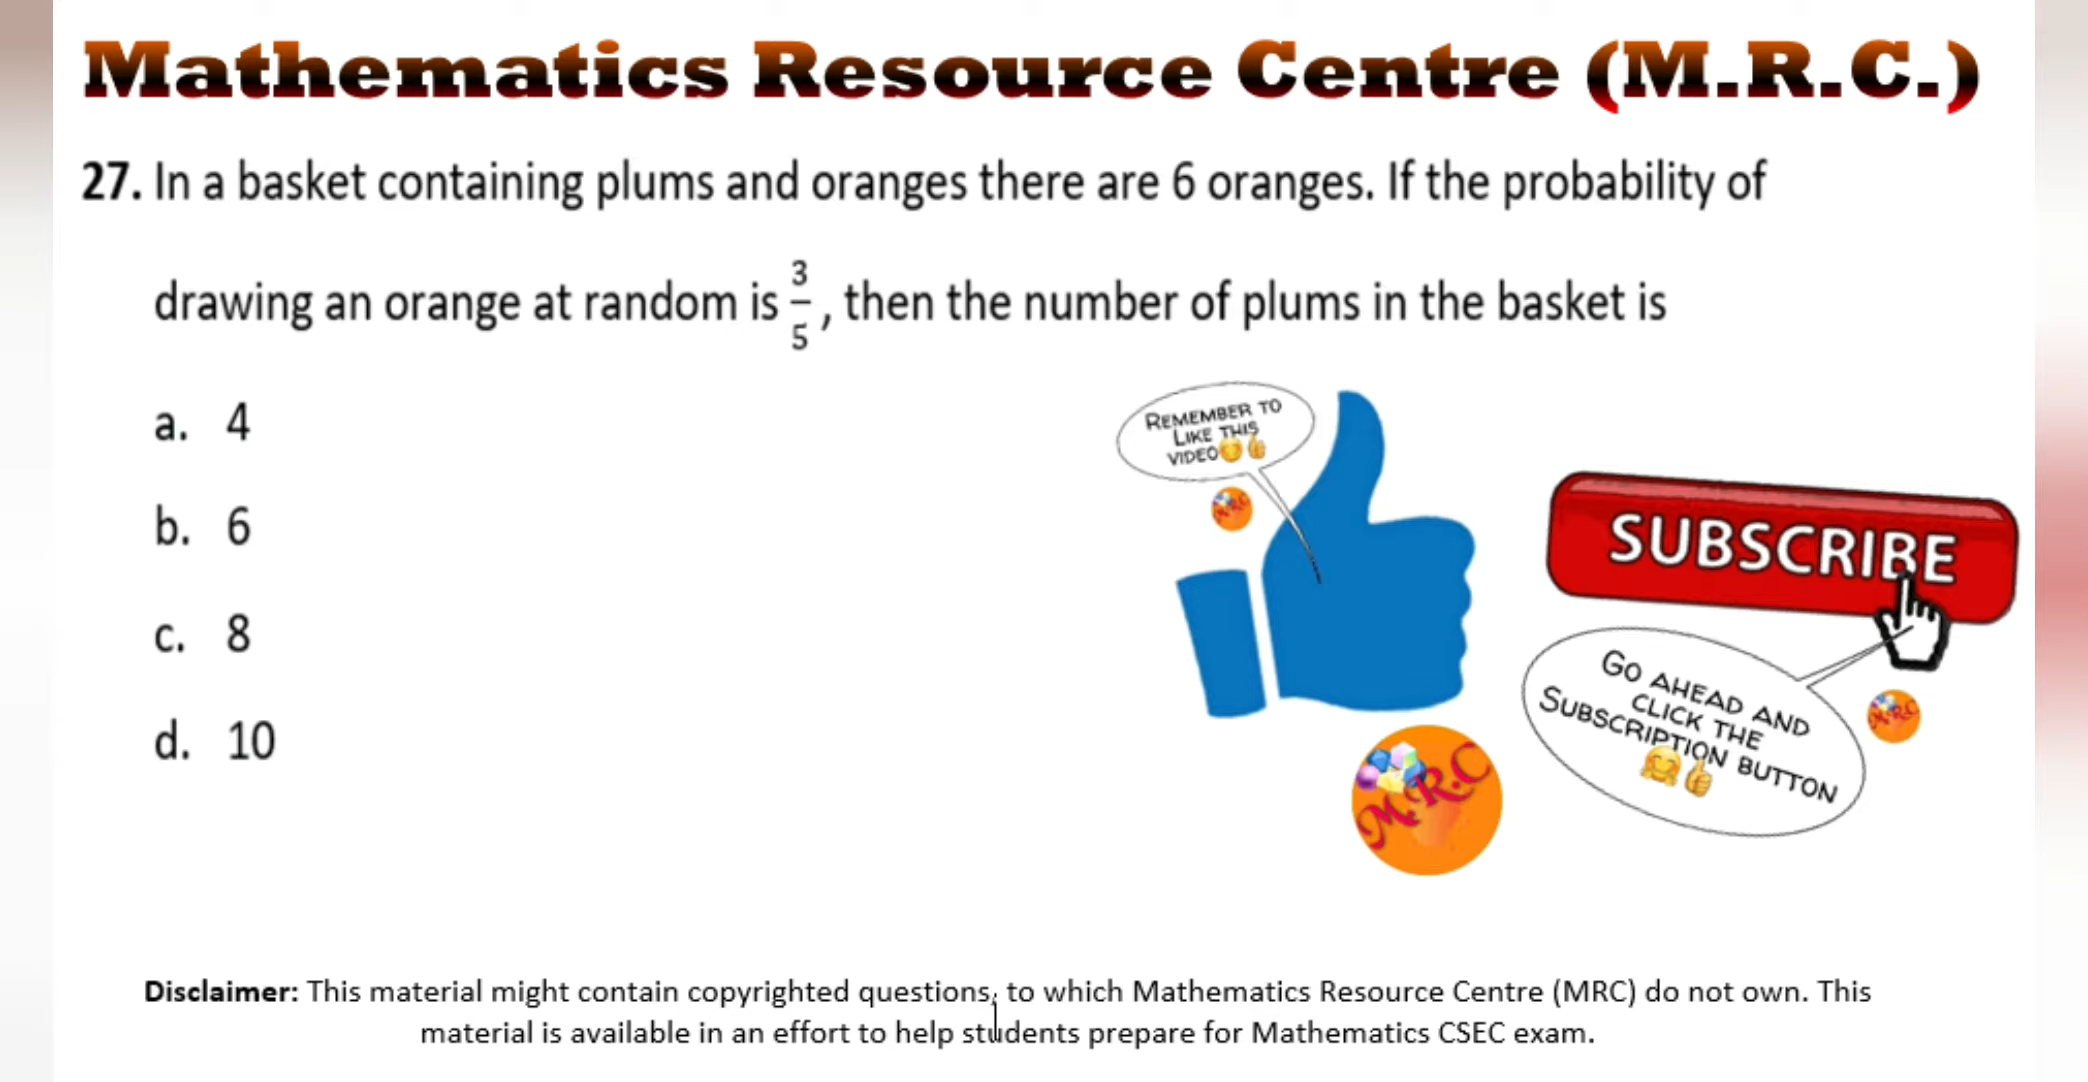 Mathematics Resource Centre (M.R.C.)
27. In a basket containing plums and oranges there are 6 oranges. If the probability of
drawing an orange at random is 3/5, then the number of plums in the basket is
a. 4
b. 6
c. 8
d. 10
REMEMBER TO
LIKE THIS
VIDEO😊👍
M.R.C
SUBSCRIBE
GO AHEAD AND
CLICK THE
SUBSCRIPTION BUTTON
🤗👍
M.R.C
M.R.C
Disclaimer: This material might contain copyrighted questions, to which Mathematics Resource Centre (MRC) do not own. This
material is available in an effort to help students prepare for Mathematics CSEC exam.